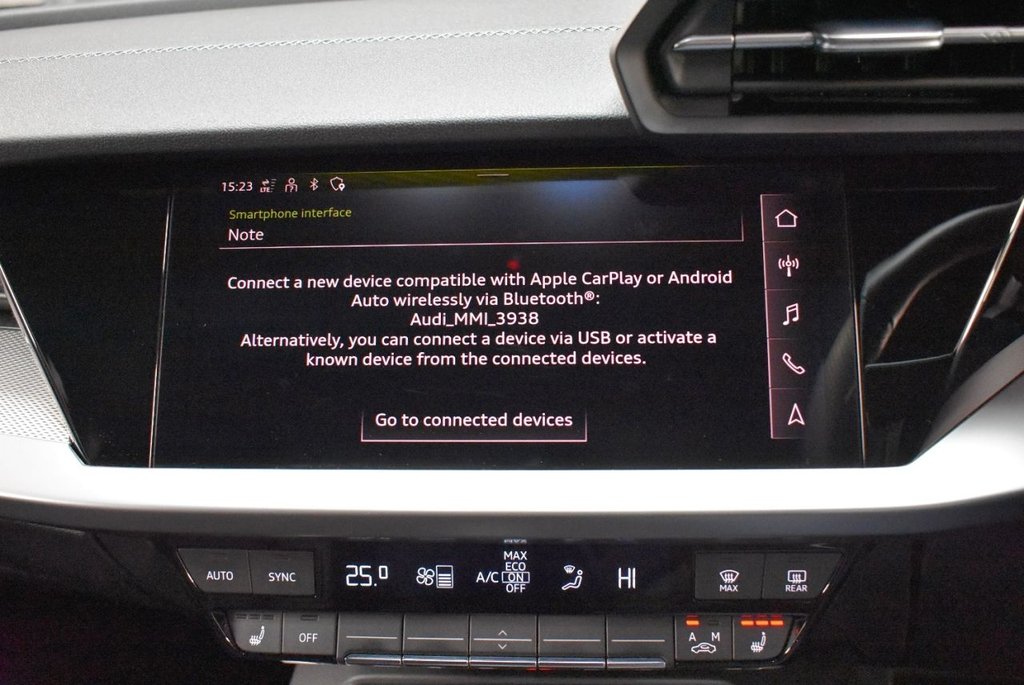 15:23 LTE
Smartphone interface
Note
Connect a new device compatible with Apple CarPlay or Android
Auto wirelessly via Bluetooth®:
Audi_MMI_3938
Alternatively, you can connect a device via USB or activate a
known device from the connected devices.
Go to connected devices
AUTO
SYNC
25.0
A/C
MAX
ECO
ON
OFF
HI
MAX
REAR
OFF
A M